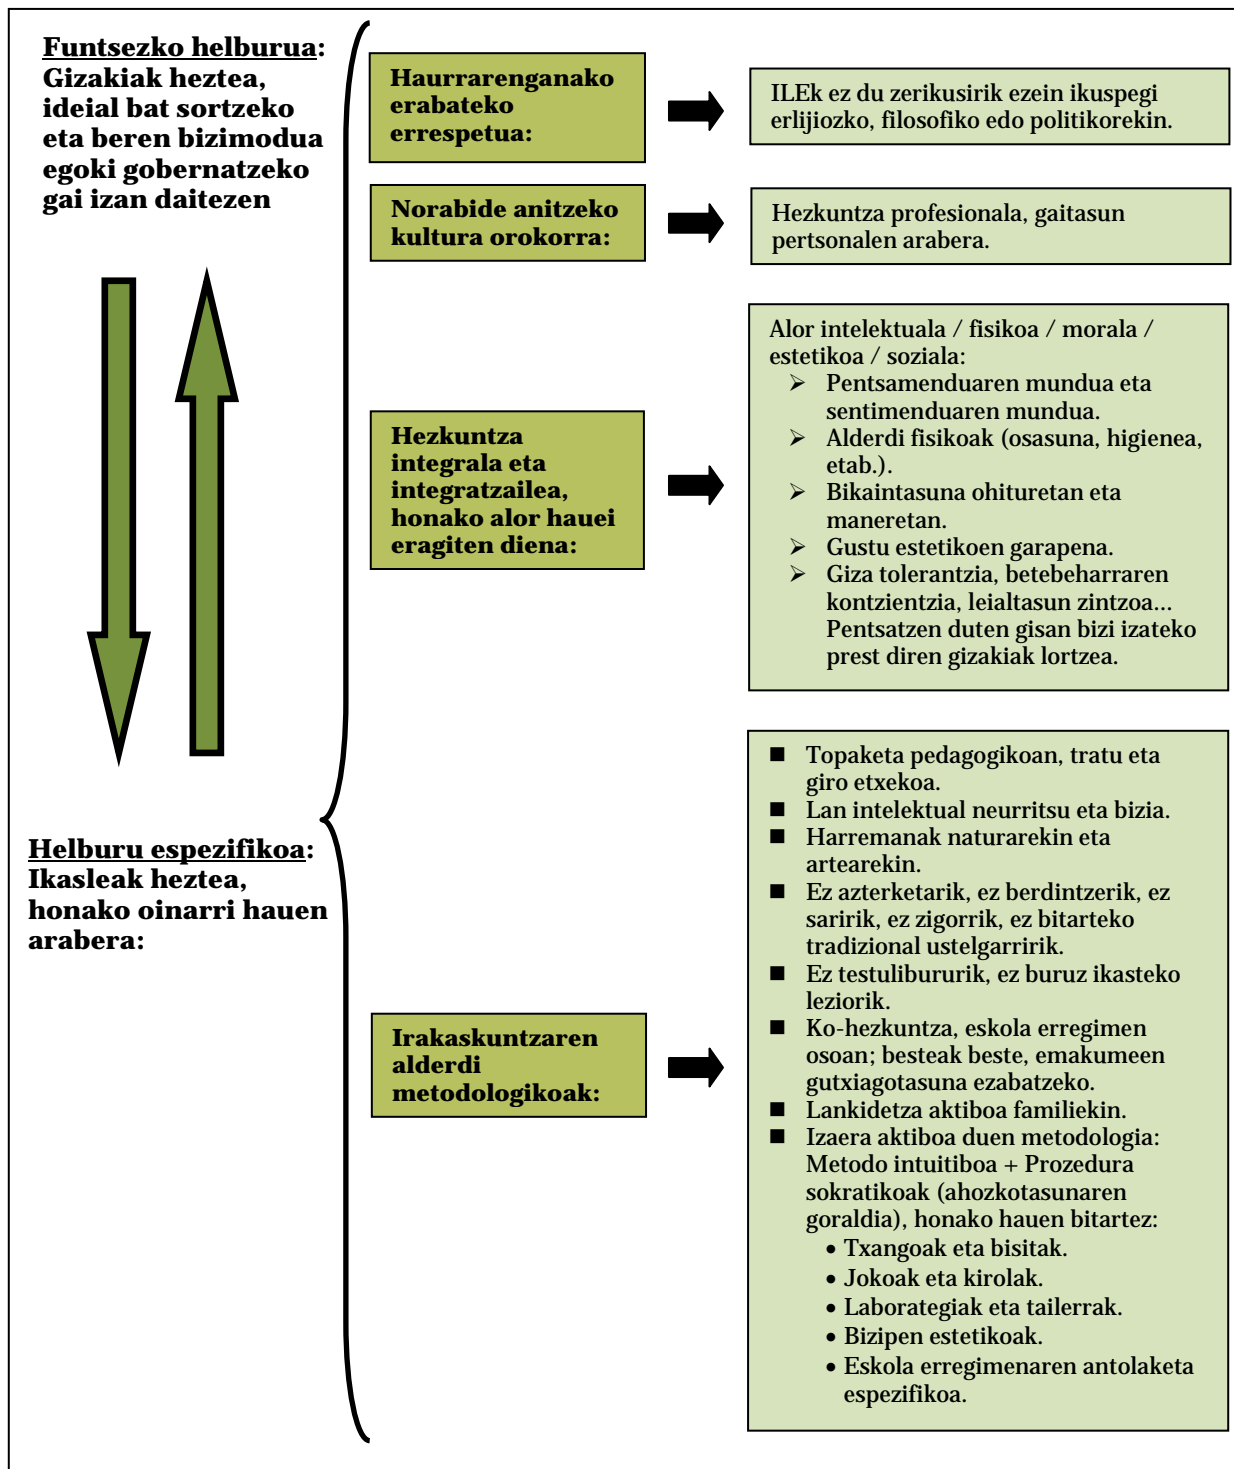 Funtsezko helburua:
Gizakiak heztea,
ideial bat sortzeko
eta beren bizimodua
egoki gobernatzeko
gai izan daitezen
Helburu espezifikoa:
Ikasleak heztea,
honako oinarri hauen
arabera:
Haurrarenganako
erabateko
errespetua:
ILEk ez du zerikusirik ezein ikuspegi
erlijiozko, filosofiko edo politikorekin.
Norabide anitzeko
kultura orokorra:
Hezkuntza profesionala, gaitasun
pertsonalen arabera.
Hezkuntza
integrala eta
integratzailea,
honako alor hauei
eragiten diena:
Alor intelektuala / fisikoa / morala /
estetikoa / soziala:
➢ Pentsamenduaren mundua eta
sentimenduaren mundua.
➢ Alderdi fisikoak (osasuna, higienea,
etab.).
➢ Bikaintasuna ohituretan eta
maneretan.
➢ Gustu estetikoen garapena.
➢ Giza tolerantzia, betebeharraren
kontzientzia, leialtasun zintzoa...
Pentsatzen duten gisan bizi izateko
prest diren gizakiak lortzea.
Irakaskuntzaren
alderdi
metodologikoak:
■ Topaketa pedagogikoan, tratu eta
giro etxekoa.
■ Lan intelektual neurritsu eta bizia.
■ Harremanak naturarekin eta
artearekin.
■ Ez azterketarik, ez berdintzerik, ez
saririk, ez zigorrik, ez bitarteko
tradizional ustelgarririk.
■ Ez testulibururik, ez buruz ikasteko
leziorik.
■ Ko-hezkuntza, eskola erregimen
osoan; besteak beste, emakumeen
gutxiagotasuna ezabatzeko.
■ Lankidetza aktiboa familiekin.
■ Izaera aktiboa duen metodologia:
Metodo intuitiboa + Prozedura
sokratikoak (ahozkotasunaren
goraldia), honako hauen bitartez:
• Txangoak eta bisitak.
• Jokoak eta kirolak.
• Laborategiak eta tailerrak.
• Bizipen estetikoak.
• Eskola erregimenaren antolaketa
espezifikoa.